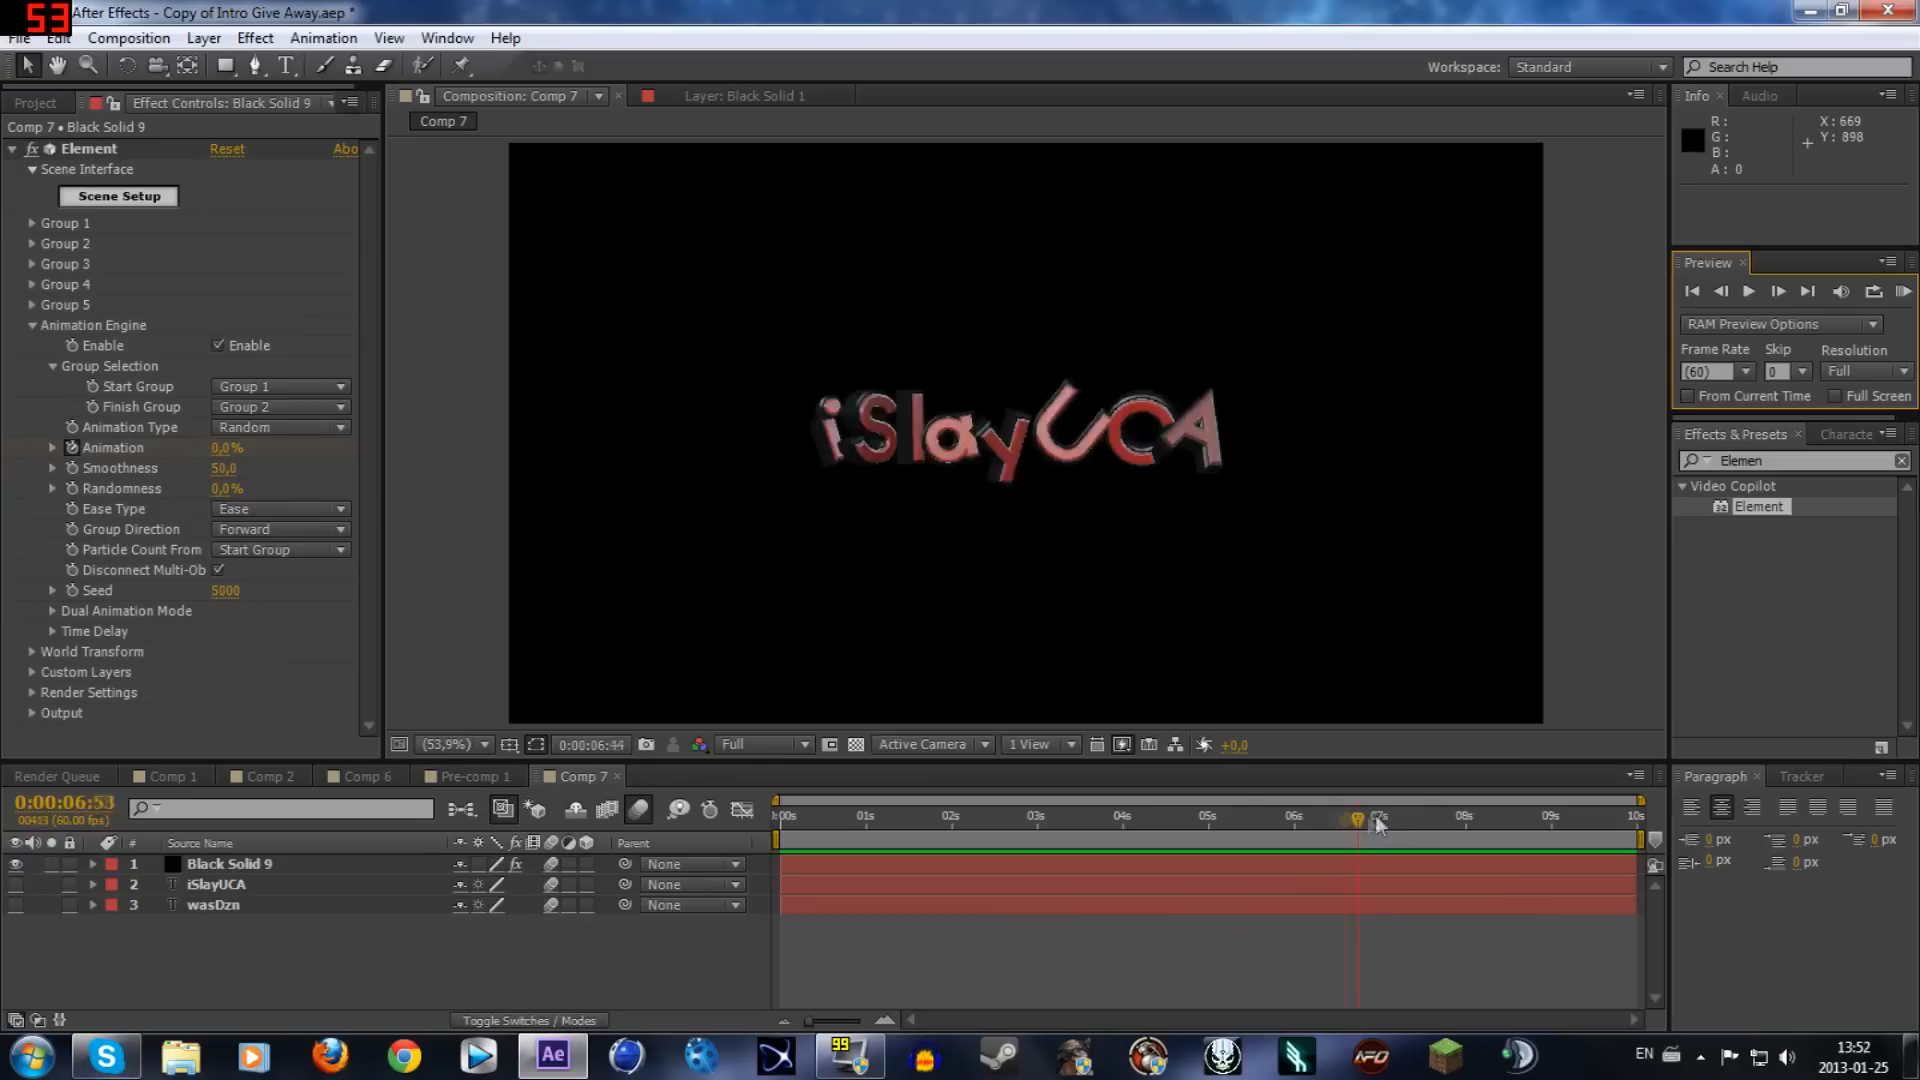 53
After Effects - Copy of Intro Give Away.aep *
File Edit Composition Layer Effect Animation View Window Help
Workspace: Standard
Search Help
Project
Effect Controls: Black Solid 9
Composition: Comp 7
Layer: Black Solid 1
Info
Audio
Comp 7
Comp 7 • Black Solid 9
R:
G:
B:
A: 0
X: 669
Y: 898
fx Element Reset Abo
Scene Interface
Scene Setup
Group 1
Group 2
Group 3
Group 4
Group 5
Animation Engine
Enable Enable
Group Selection
Start Group Group 1
Finish Group Group 2
Animation Type Random
Animation 0,0%
Smoothness 50,0
Randomness 0,0%
Ease Type Ease
Group Direction Forward
Particle Count From Start Group
Disconnect Multi-Ob
Seed 5000
Dual Animation Mode
Time Delay
World Transform
Custom Layers
Render Settings
Output
iSlayUCA
Preview
RAM Preview Options
Frame Rate Skip Resolution
(60) 0 Full
From Current Time Full Screen
Effects & Presets
Characte
Elemen
Video Copilot
32 Element
(53,9%) 0:00:06:44 Full Active Camera 1 View +0,0
Render Queue Comp 1 Comp 2 Comp 6 Pre-comp 1 Comp 7
Paragraph Tracker
0:00:06:53
00413 (60.00 fps)
:00s 01s 02s 03s 04s 05s 06s 07s 08s 09s 10s
# Source Name fx Parent
1 Black Solid 9 fx None
2 T iSlayUCA None
3 T wasDzn None
0 px 0 px 0 px
0 px 0 px
Toggle Switches / Modes
S
Ae
99
AFO
EN
13:52
2013-01-25